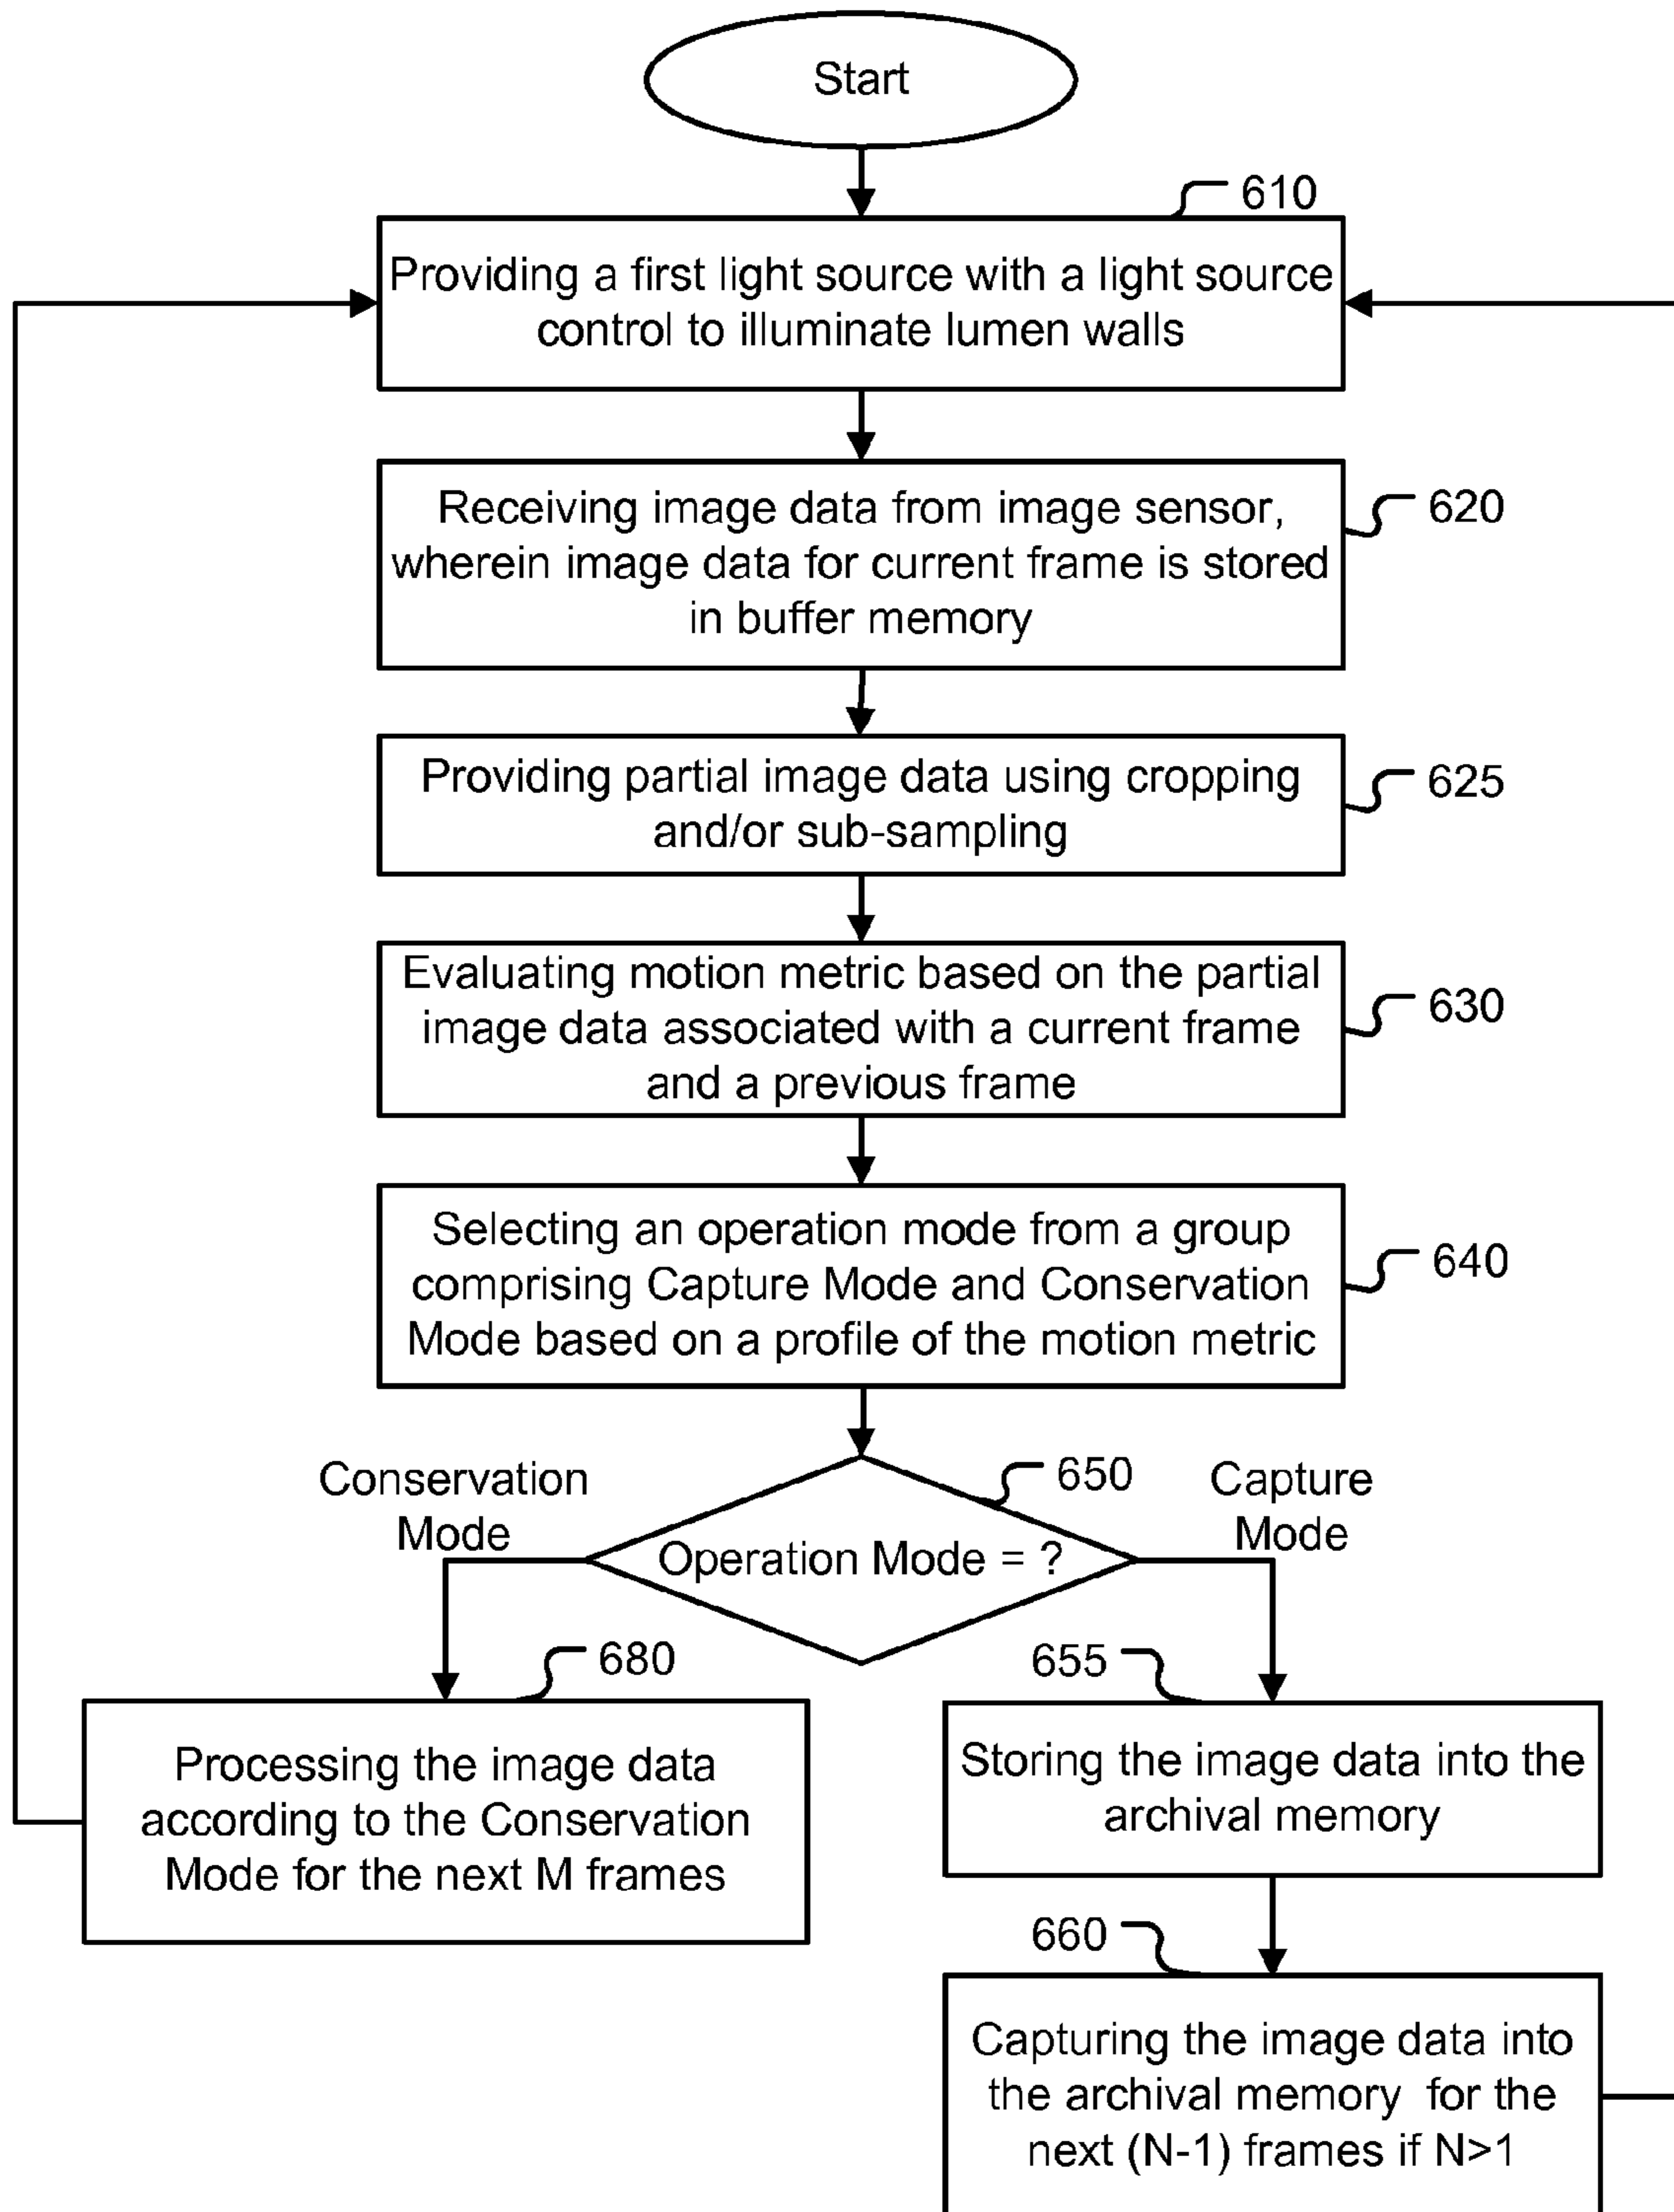 Start
610
Providing a first light source with a light source
control to illuminate lumen walls
Receiving image data from image sensor,
wherein image data for current frame is stored
in buffer memory
620
Providing partial image data using cropping
and/or sub-sampling
625
Evaluating motion metric based on the partial
image data associated with a current frame
and a previous frame
630
Selecting an operation mode from a group
comprising Capture Mode and Conservation
Mode based on a profile of the motion metric
640
Conservation
Mode
650
Capture
Mode
Operation Mode = ?
680
655
Processing the image data
according to the Conservation
Mode for the next M frames
Storing the image data into the
archival memory
660
Capturing the image data into
the archival memory for the
next (N-1) frames if N>1